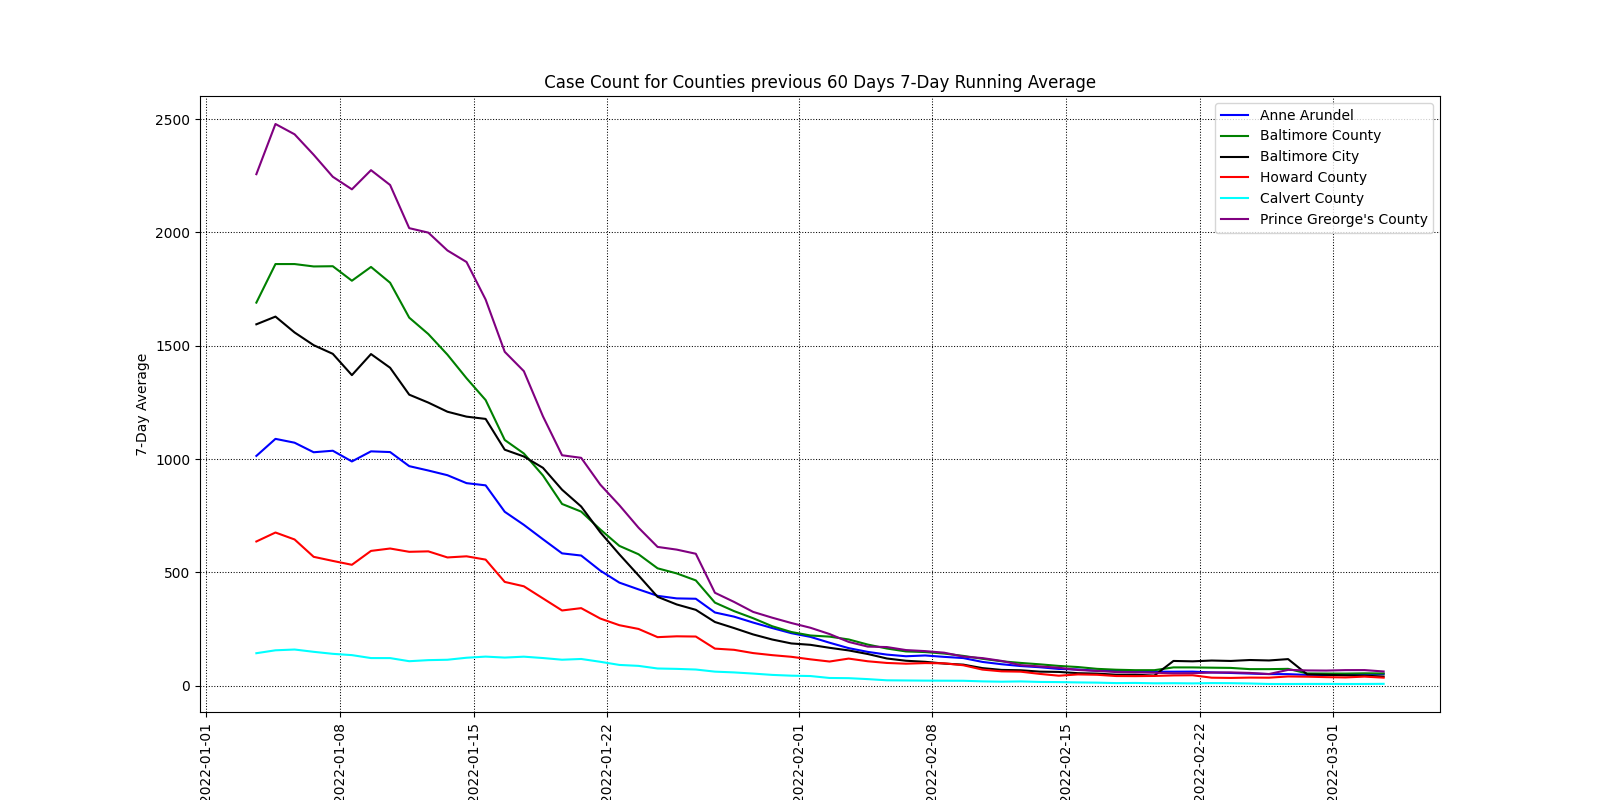 Case Count for Counties previous 60 Days 7-Day Running Average
2500
2000
1500
1000
500
0
7-Day Average
Anne Arundel
Baltimore County
Baltimore City
Howard County
Calvert County
Prince Greorge's County
2022-01-01
2022-01-08
2022-01-15
2022-01-22
2022-02-01
2022-02-08
2022-02-15
2022-02-22
2022-03-01